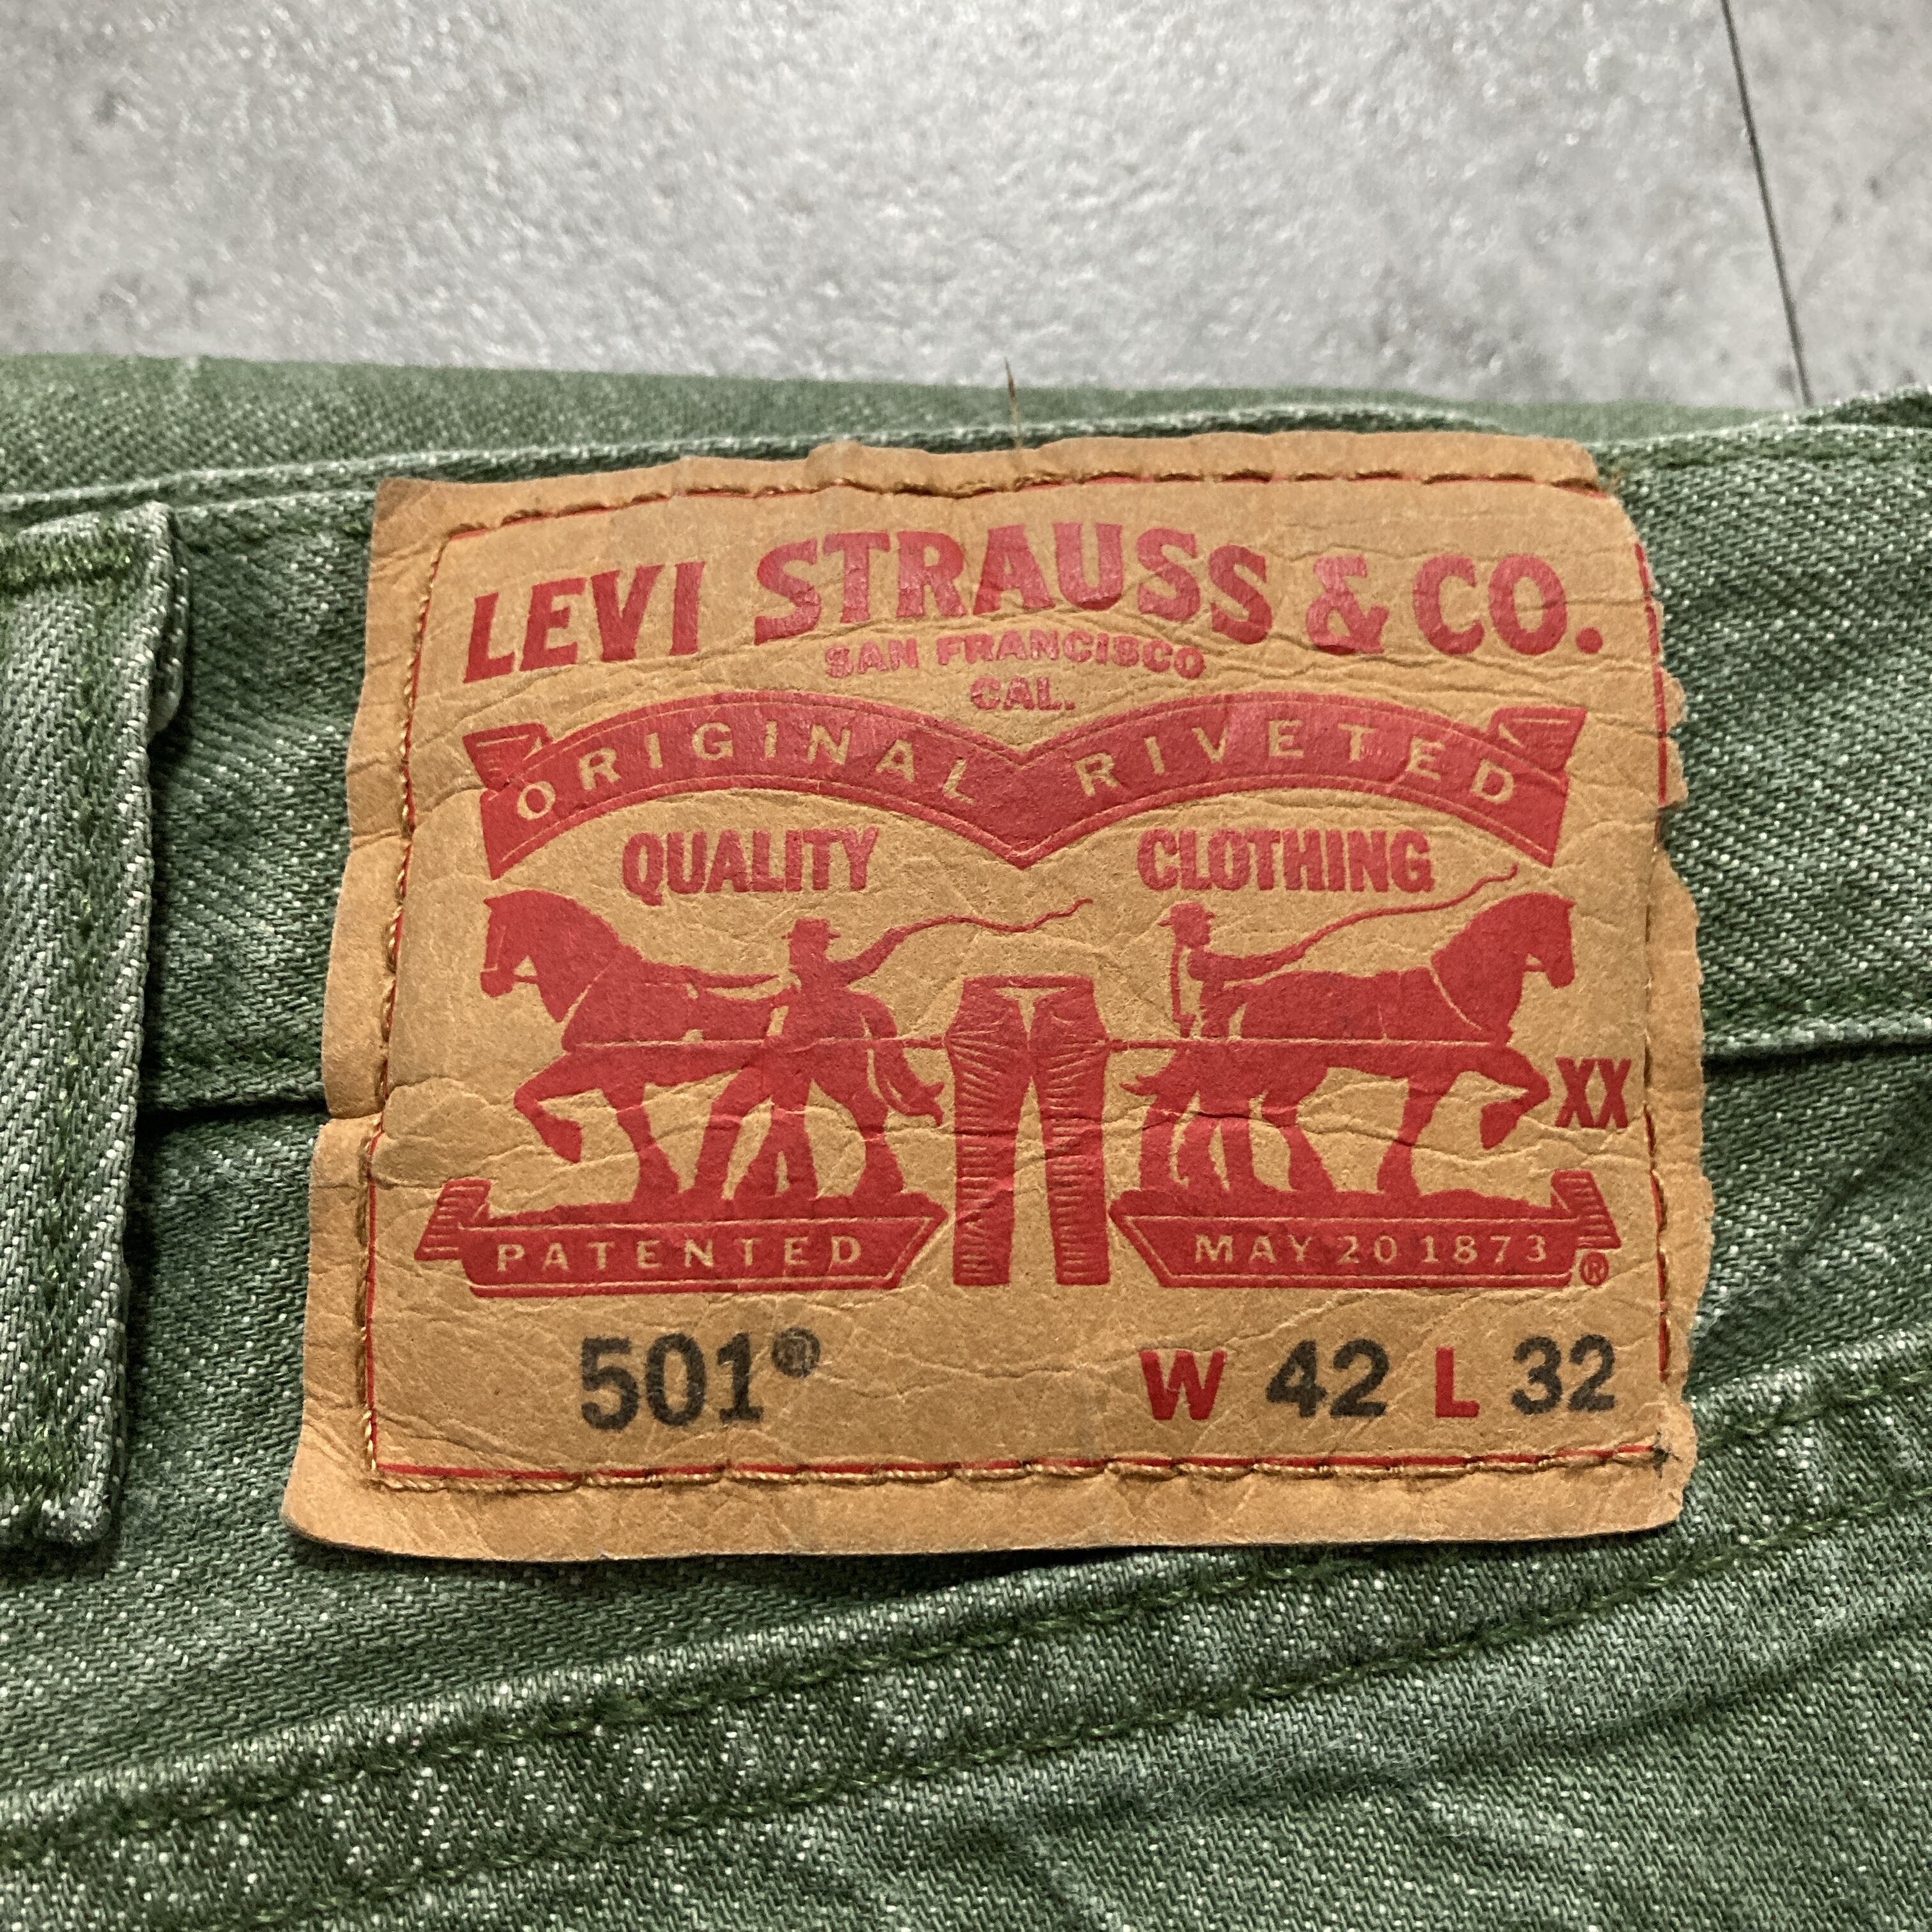 LEVI STRAUSS & CO.
SAN FRANCISCO
CAL.
ORIGINAL RIVETED
QUALITY CLOTHING
XX
PATENTED MAY 20 1873 ®
501® W 42 L 32